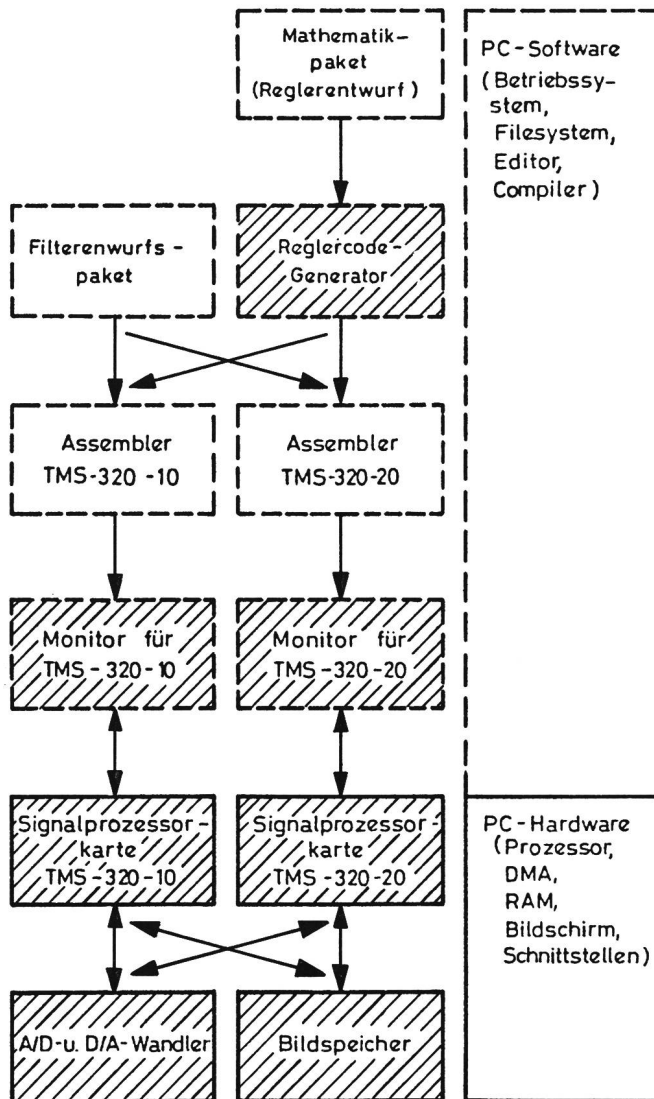 Mathematik-
paket
(Reglerentwurf)
PC-Software
(Betriebssy-
stem,
Filesystem,
Editor,
Compiler)
Filterenwurfs-
paket
Reglercode-
Generator
Assembler
TMS-320-10
Assembler
TMS-320-20
Monitor für
TMS-320-10
Monitor für
TMS-320-20
Signalprozessor-
karte
TMS-320-10
Signalprozessor-
karte
TMS-320-20
PC-Hardware
(Prozessor,
DMA,
RAM,
Bildschirm,
Schnittstellen)
A/D-u. D/A-Wandler
Bildspeicher